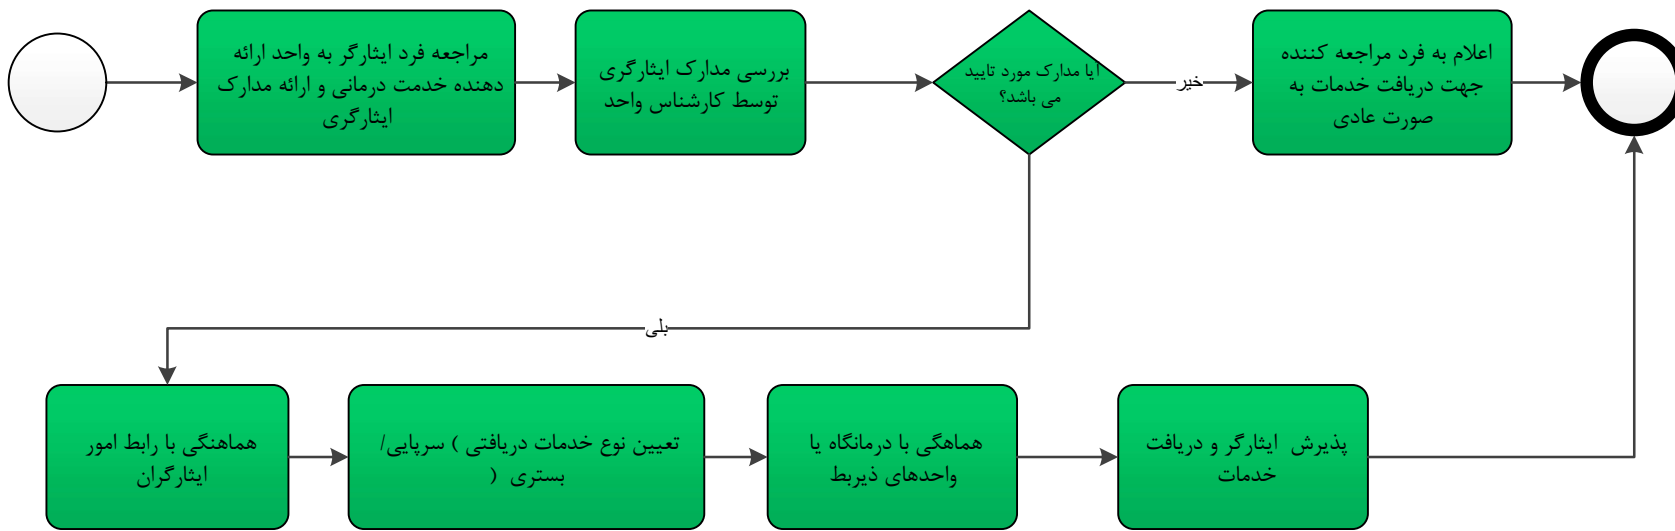 مراجعه فرد ایثارگر به واحد ارائه
دهنده خدمت درمانی و ارائه مدارک
ایثارگری
بررسی مدارک ایثارگری
توسط کارشناس واحد
آیا مدارک مورد تایید
می باشد؟
خیر
اعلام به فرد مراجعه کننده
جهت دریافت خدمات به
صورت عادی
بلی
هماهنگی با رابط امور
ایثارگران
تعیین نوع خدمات دریافتی ( سرپایی/
بستری )
هماهگی با درمانگاه یا
واحدهای ذیربط
پذیرش ایثارگر و دریافت
خدمات